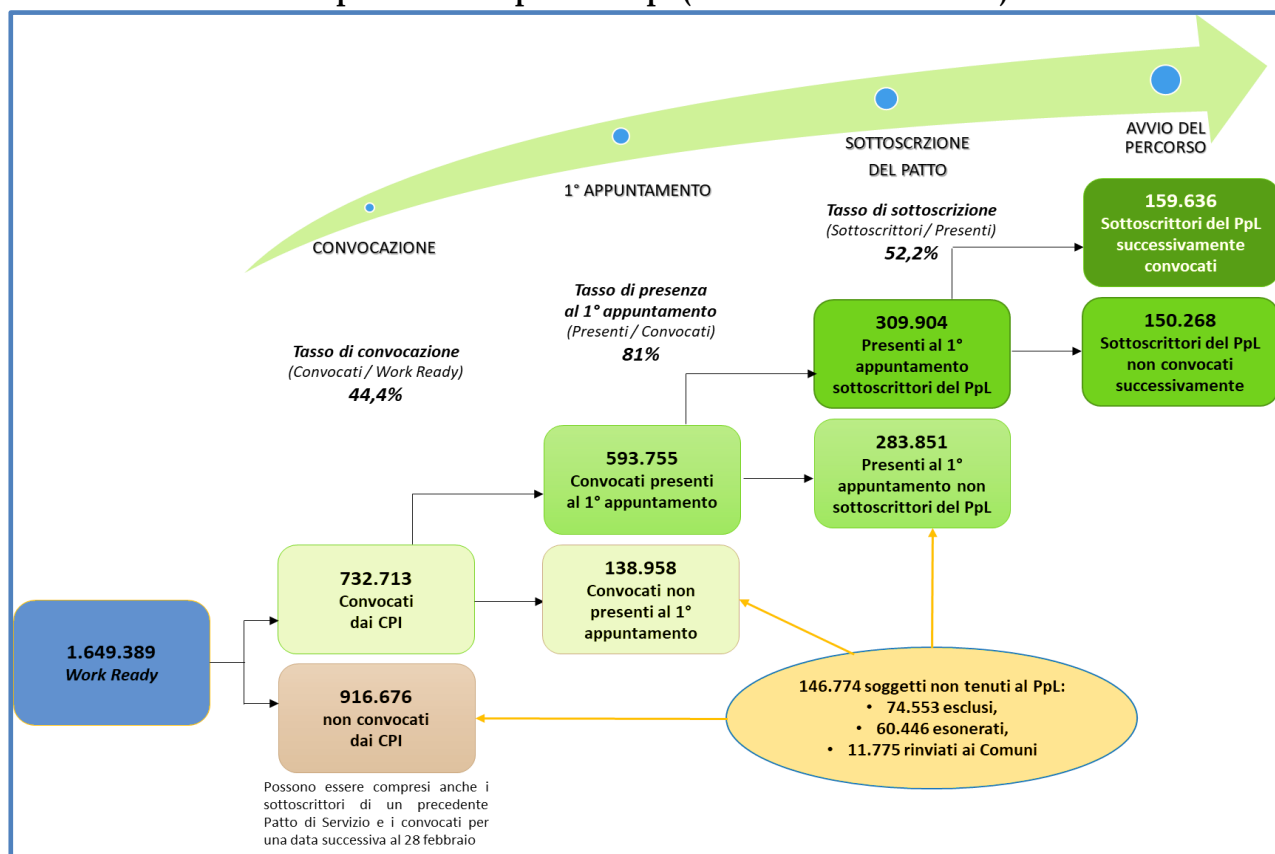 CONVOCAZIONE
1° APPUNTAMENTO
SOTTOSCRZIONE
DEL PATTO
AVVIO DEL
PERCORSO
Tasso di convocazione
(Convocati / Work Ready)
44,4%
Tasso di presenza
al 1° appuntamento
(Presenti / Convocati)
81%
Tasso di sottoscrizione
(Sottoscrittori / Presenti)
52,2%
159.636
Sottoscrittori del PpL
successivamente
convocati
150.268
Sottoscrittori del PpL
non convocati
successivamente
309.904
Presenti al 1°
appuntamento
sottoscrittori del PpL
283.851
Presenti al 1°
appuntamento non
sottoscrittori del PpL
593.755
Convocati presenti
al 1° appuntamento
138.958
Convocati non
presenti al 1°
appuntamento
732.713
Convocati
dai CPI
1.649.389
Work Ready
916.676
non convocati
dai CPI
146.774 soggetti non tenuti al PpL:
• 74.553 esclusi,
• 60.446 esonerati,
• 11.775 rinviati ai Comuni
Possono essere compresi anche i
sottoscrittori di un precedente
Patto di Servizio e i convocati per
una data successiva al 28 febbraio